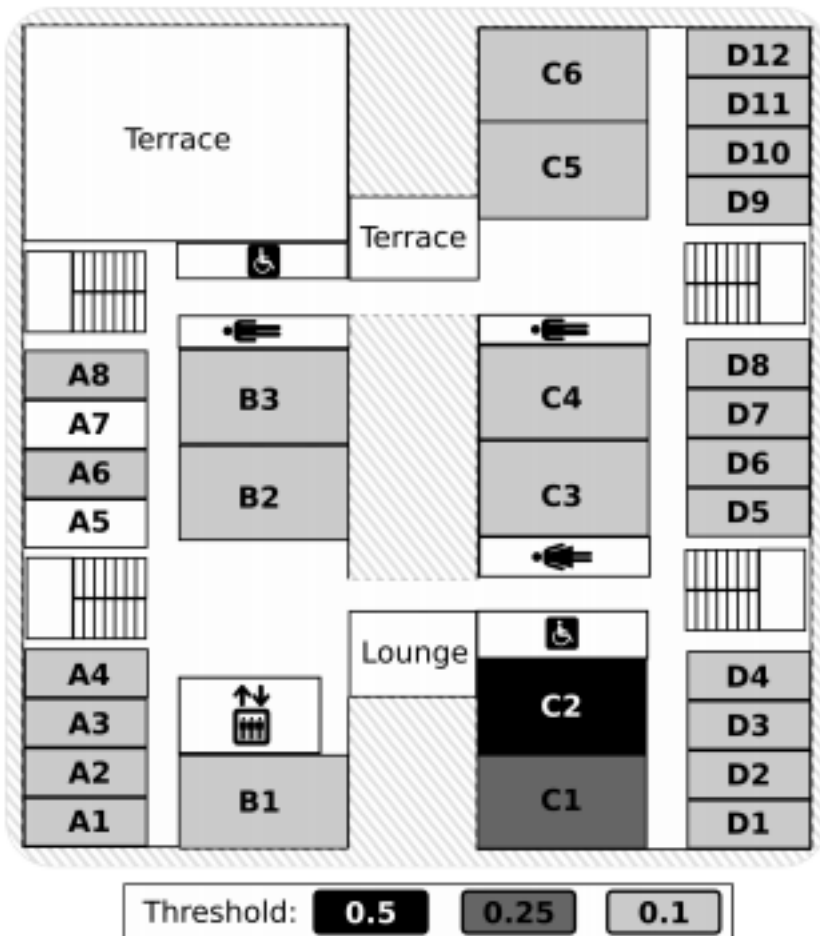 Terrace
Terrace
C6
C5
D12
D11
D10
D9
A8
A7
A6
A5
B3
B2
C4
C3
D8
D7
D6
D5
Lounge
A4
A3
A2
A1
B1
C2
C1
D4
D3
D2
D1
Threshold: 0.5 0.25 0.1